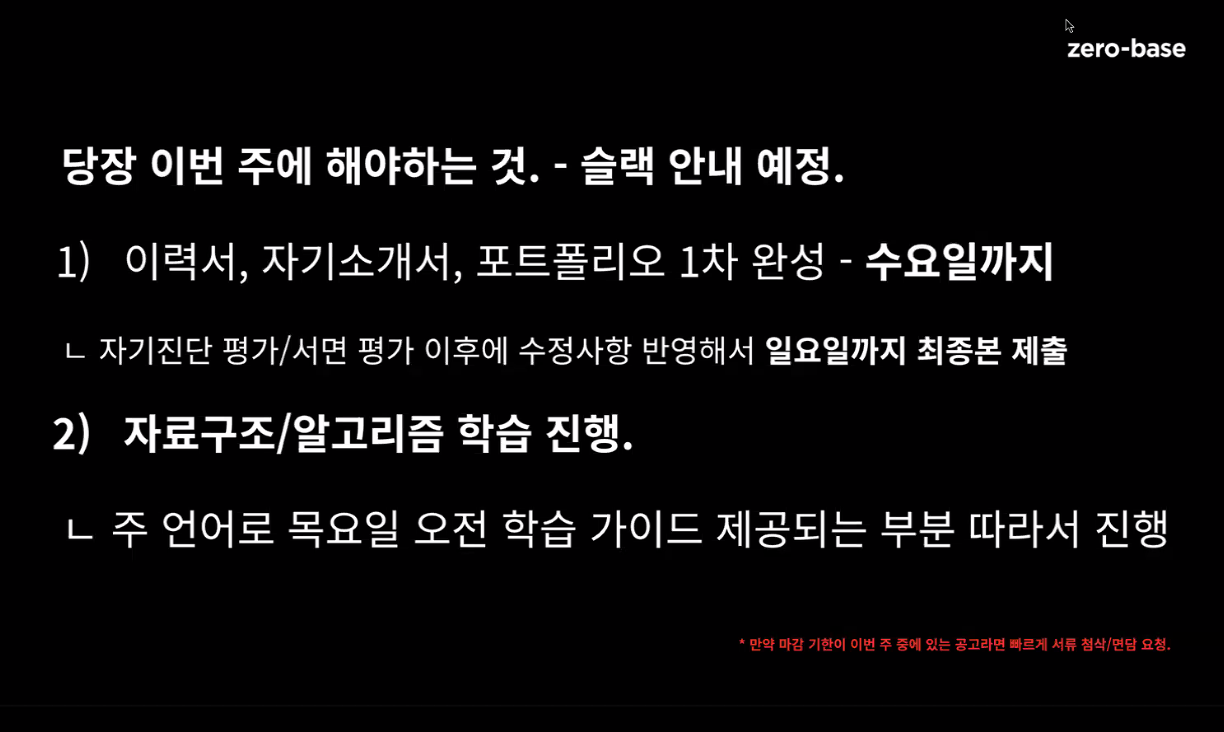 zero-base
당장 이번 주에 해야하는 것. - 슬랙 안내 예정.
1) 이력서, 자기소개서, 포트폴리오 1차 완성 - 수요일까지
ㄴ 자기진단 평가/서면 평가 이후에 수정사항 반영해서 일요일까지 최종본 제출
2) 자료구조/알고리즘 학습 진행.
ㄴ 주 언어로 목요일 오전 학습 가이드 제공되는 부분 따라서 진행
* 만약 마감 기한이 이번 주 중에 있는 공고라면 빠르게 서류 첨삭/면담 요청.